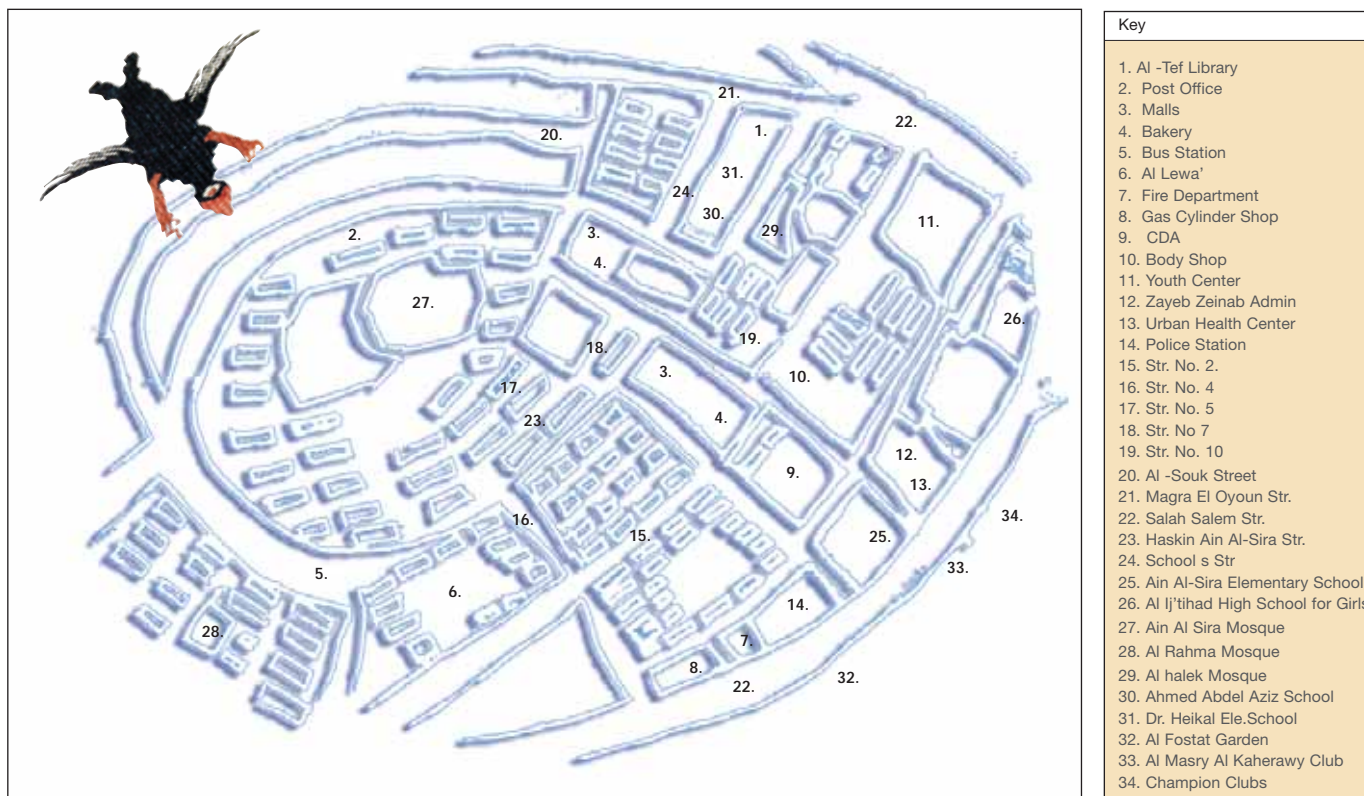 21.
1.
22.
20.
31.
24.
30.
29.
2.
3.
11.
4.
27.
26.
18.
19.
3.
10.
17.
4.
23.
12.
9.
13.
16.
15.
34.
25.
33.
5.
6.
14.
28.
7.
8.
32.
22.
Key
1. Al -Tef Library
2. Post Office
3. Malls
4. Bakery
5. Bus Station
6. Al Lewa’
7. Fire Department
8. Gas Cylinder Shop
9. CDA
10. Body Shop
11. Youth Center
12. Zayeb Zeinab Admin
13. Urban Health Center
14. Police Station
15. Str. No. 2.
16. Str. No. 4
17. Str. No. 5
18. Str. No 7
19. Str. No. 10
20. Al -Souk Street
21. Magra El Oyoun Str.
22. Salah Salem Str.
23. Haskin Ain Al-Sira Str.
24. School s Str
25. Ain Al-Sira Elementary School
26. Al Ij’tihad High School for Girls
27. Ain Al Sira Mosque
28. Al Rahma Mosque
29. Al halek Mosque
30. Ahmed Abdel Aziz School
31. Dr. Heikal Ele.School
32. Al Fostat Garden
33. Al Masry Al Kaherawy Club
34. Champion Clubs